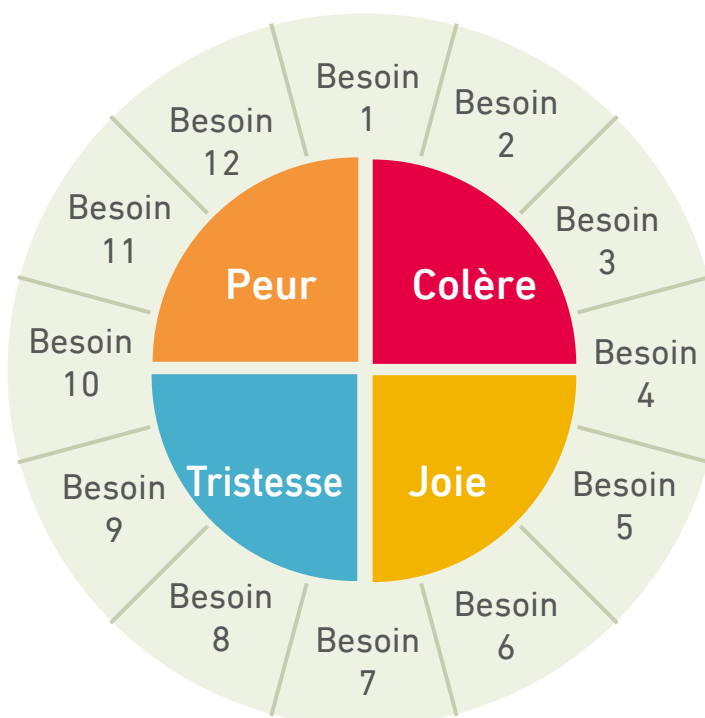 Besoin
1
Besoin
2
Besoin
3
Besoin
4
Besoin
5
Besoin
6
Besoin
7
Besoin
8
Besoin
9
Besoin
10
Besoin
11
Besoin
12
Peur
Colère
Tristesse
Joie